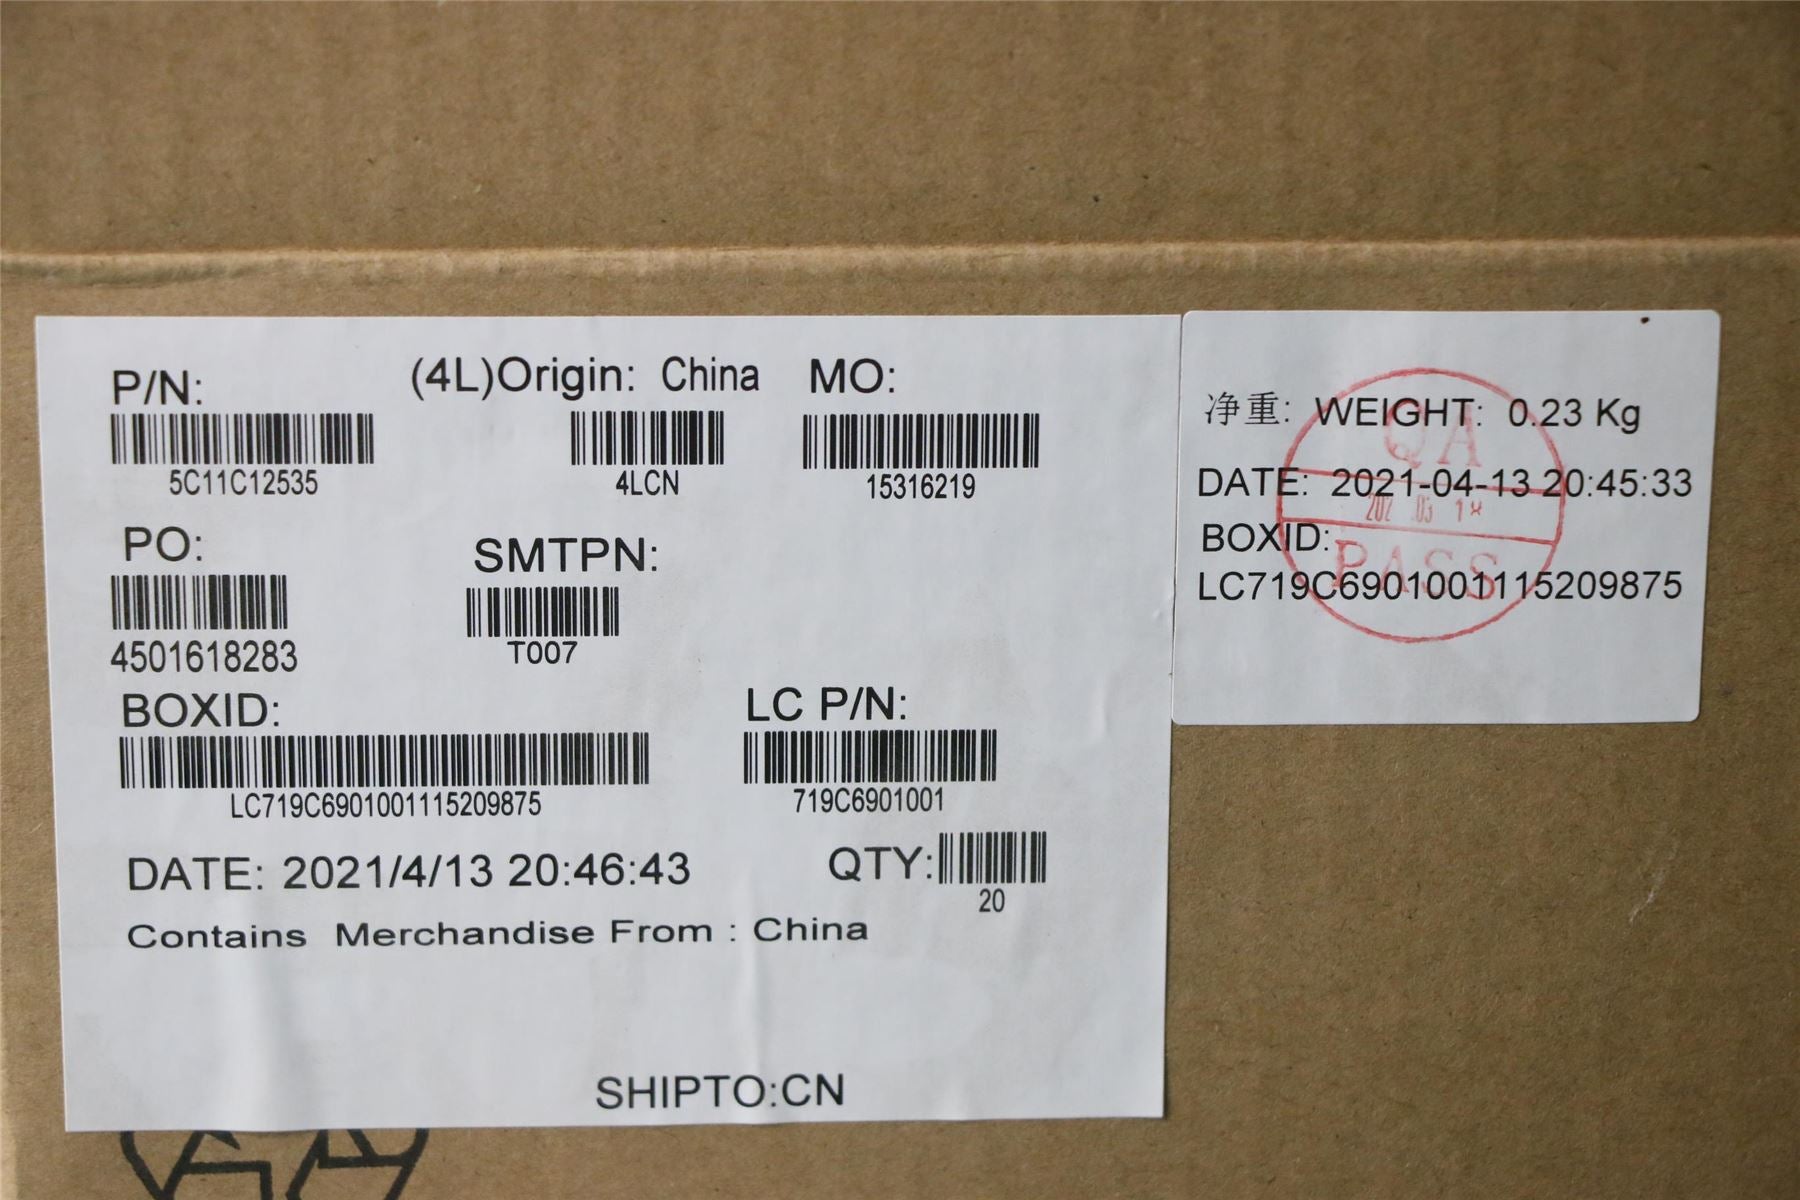 P/N:
5C11C12535
(4L)Origin: China
4LCN
MO:
15316219
PO:
4501618283
SMTPN:
T007
BOXID:
LC719C6901001115209875
LC P/N:
719C6901001
DATE: 2021/4/13 20:46:43
QTY:
20
Contains Merchandise From : China
SHIPTO:CN
净重: WEIGHT: 0.23 Kg
DATE: 2021-04-13 20:45:33
BOXID:
LC719C6901001115209875
QA
PASS